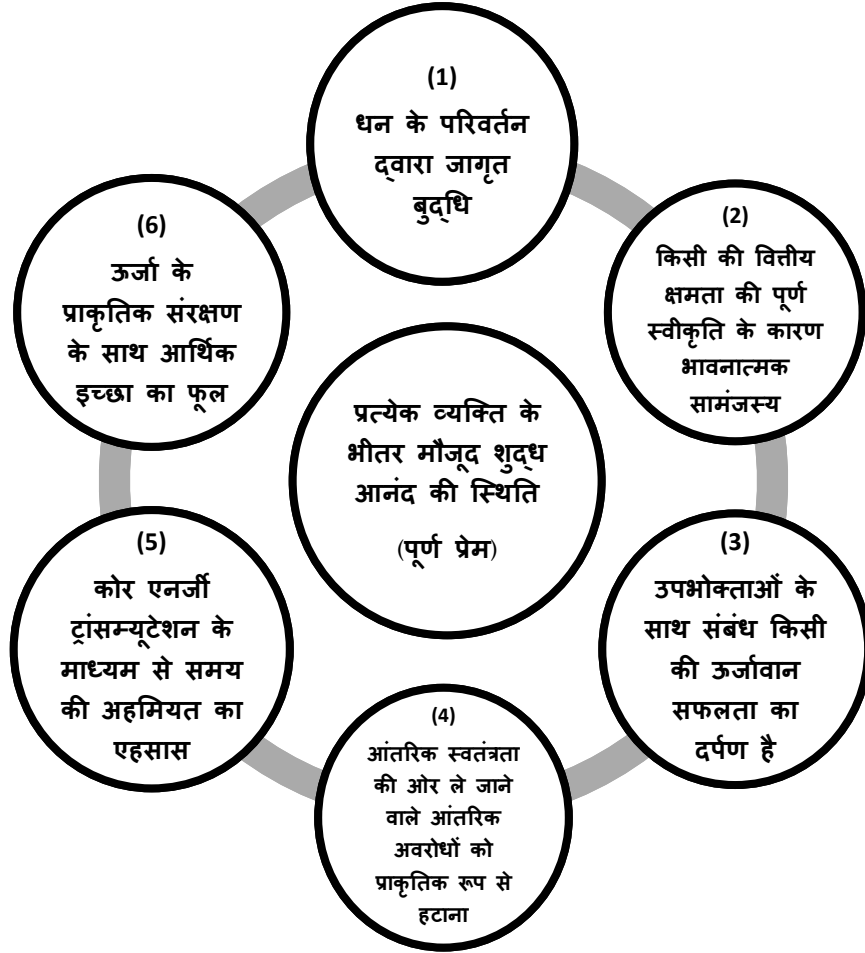 (1)
धन के परिवर्तन
द्वारा जागृत
बुद्धि
(2)
किसी की वित्तीय
क्षमता की पूर्ण
स्वीकृति के कारण
भावनात्मक
सामंजस्य
(3)
उपभोक्ताओं के
साथ संबंध किसी
की ऊर्जावान
सफलता का
दर्पण है
(4)
आंतरिक स्वतंत्रता
की ओर ले जाने
वाले आंतरिक
अवरोधों को
प्राकृतिक रूप से
हटाना
(5)
कोर एनर्जी
ट्रांसम्यूटेशन के
माध्यम से समय
की अहमियत का
एहसास
(6)
ऊर्जा के
प्राकृतिक संरक्षण
के साथ आर्थिक
इच्छा का फूल
प्रत्येक व्यक्ति के
भीतर मौजूद शुद्ध
आनंद की स्थिति
(पूर्ण प्रेम)